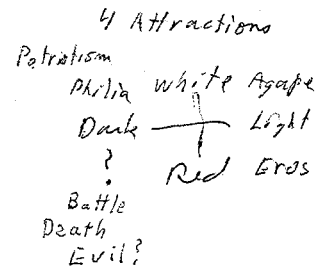 4 Attractions
Patriotism
Philia White Agape
Dark Light
?
Red Eros
Battle
Death
Evil?